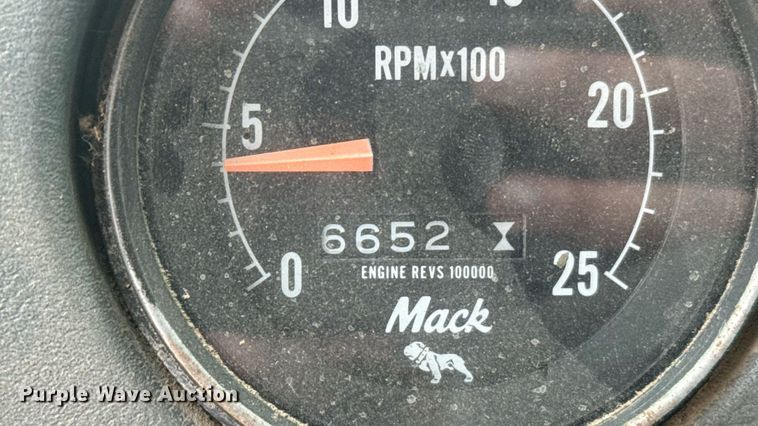 10
RPMx100
5
20
6652
0
25
ENGINE REVS 100000
Mack
Purple Wave Auction